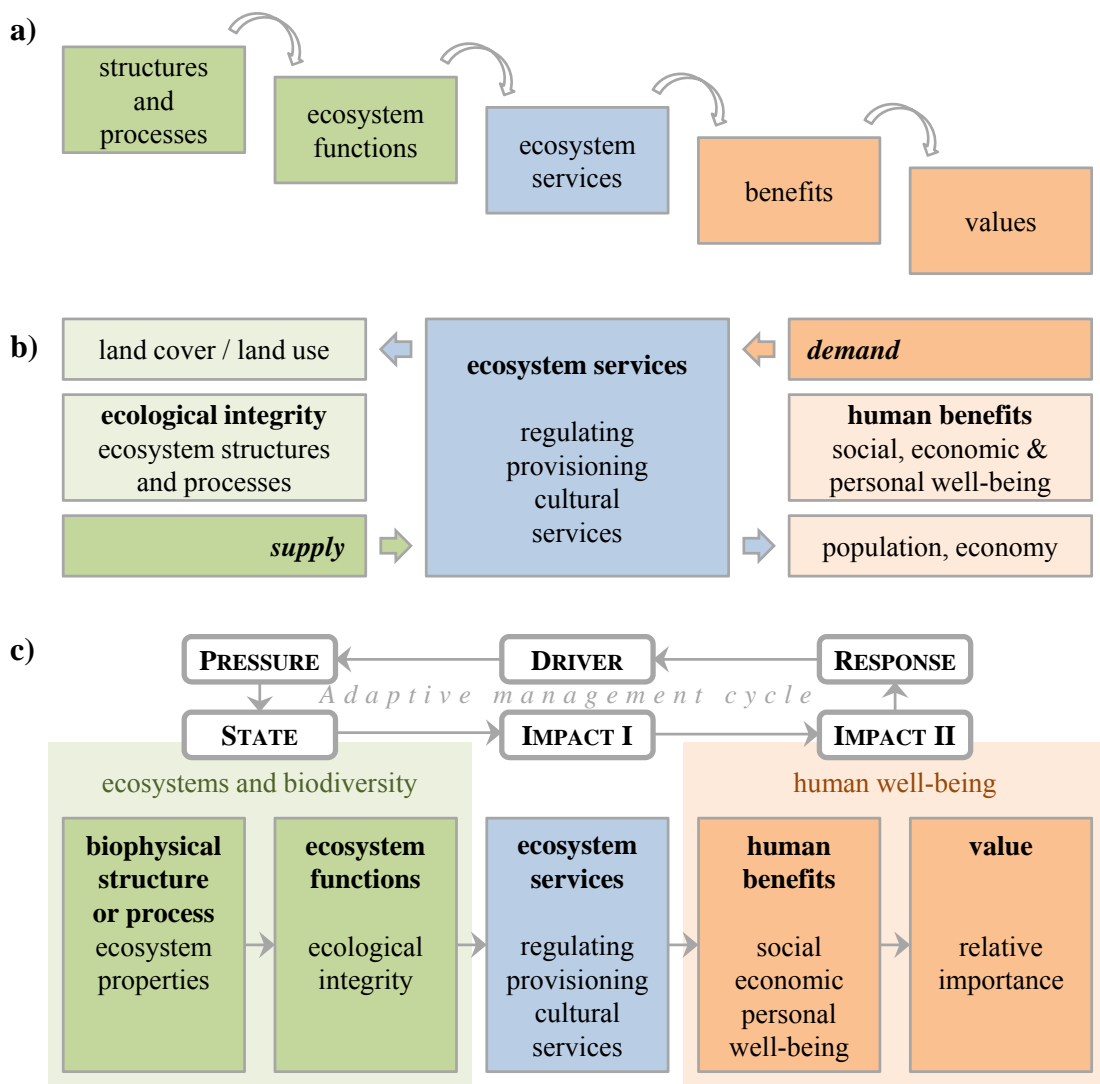 a)
structures
and
processes
ecosystem
functions
ecosystem
services
benefits
values
b)
land cover / land use
ecological integrity
ecosystem structures
and processes
supply
ecosystem services
regulating
provisioning
cultural
services
demand
human benefits
social, economic &
personal well-being
population, economy
c)
PRESSURE
DRIVER
RESPONSE
Adaptive management cycle
STATE
IMPACT I
IMPACT II
ecosystems and biodiversity
human well-being
biophysical
structure
or process
ecosystem
properties
ecosystem
functions
ecological
integrity
ecosystem
services
regulating
provisioning
cultural
services
human
benefits
social
economic
personal
well-being
value
relative
importance